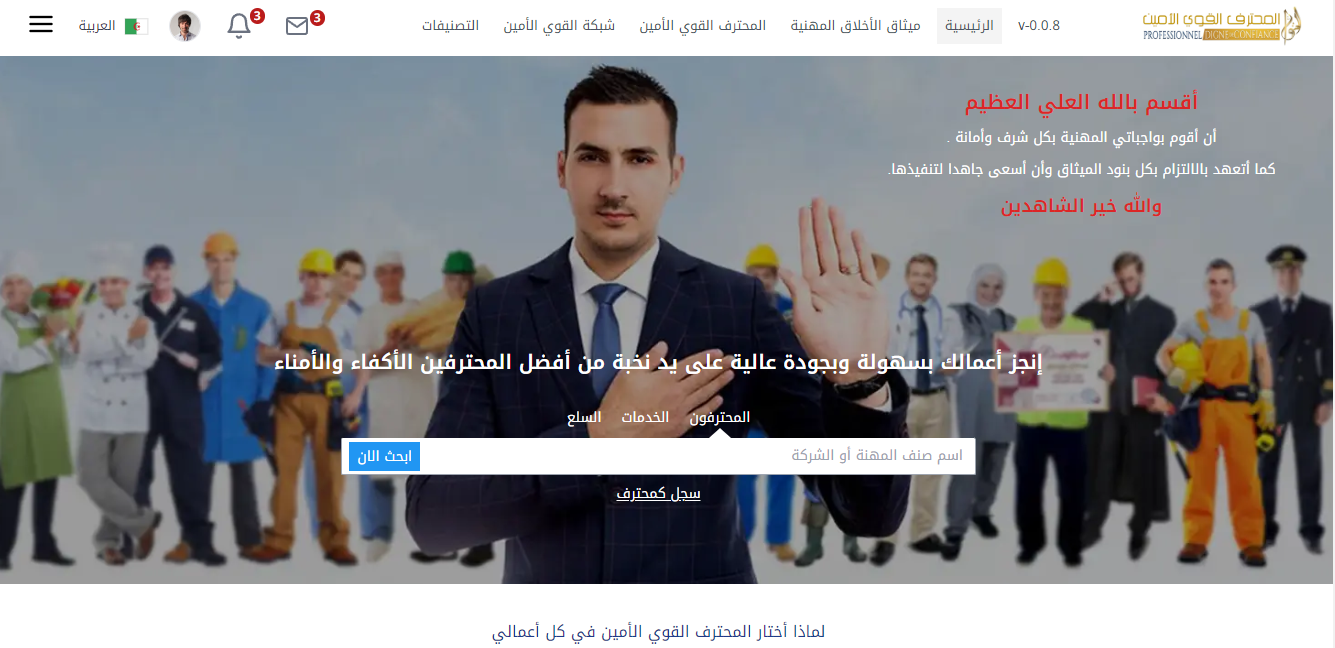 المحترف القوي الأمين
PROFESSIONNEL DIGNE DE CONFIANCE
v-0.0.8
الرئيسية
ميثاق الأخلاق المهنية
المحترف القوي الأمين
شبكة القوي الأمين
التصنيفات
3
3
العربية
أقسم بالله العلي العظيم
أن أقوم بواجباتي المهنية بكل شرف وأمانة .
كما أتعهد بالالتزام بكل بنود الميثاق وأن أسعى جاهدا لتنفيذها.
والله خير الشاهدين
إنجز أعمالك بسهولة وبجودة عالية على يد نخبة من أفضل المحترفين الأكفاء والأمناء
المحترفون
الخدمات
السلع
اسم صنف المهنة أو الشركة
ابحث الان
سجل كمحترف
لماذا أختار المحترف القوي الأمين في كل أعمالي